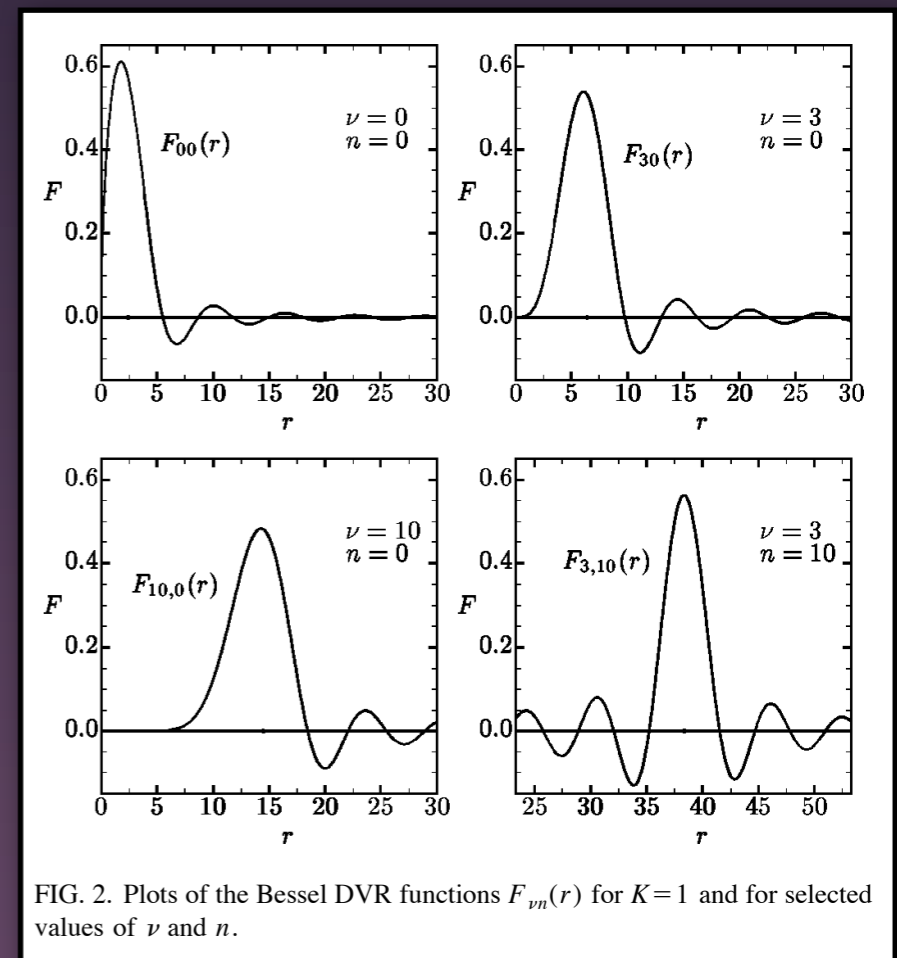 0.6
0.4
F
0.2
0.0
F₀₀(r)
ν = 0
n = 0
0 5 10 15 20 25 30
r
0.6
0.4
F
0.2
0.0
F₃₀(r)
ν = 3
n = 0
0 5 10 15 20 25 30
r
0.6
0.4
F
0.2
0.0
F₁₀,₀(r)
ν = 10
n = 0
0 5 10 15 20 25 30
r
0.6
0.4
F
0.2
0.0
F₃,₁₀(r)
ν = 3
n = 10
25 30 35 40 45 50
r
FIG. 2. Plots of the Bessel DVR functions F_νn(r) for K=1 and for selected
values of ν and n.